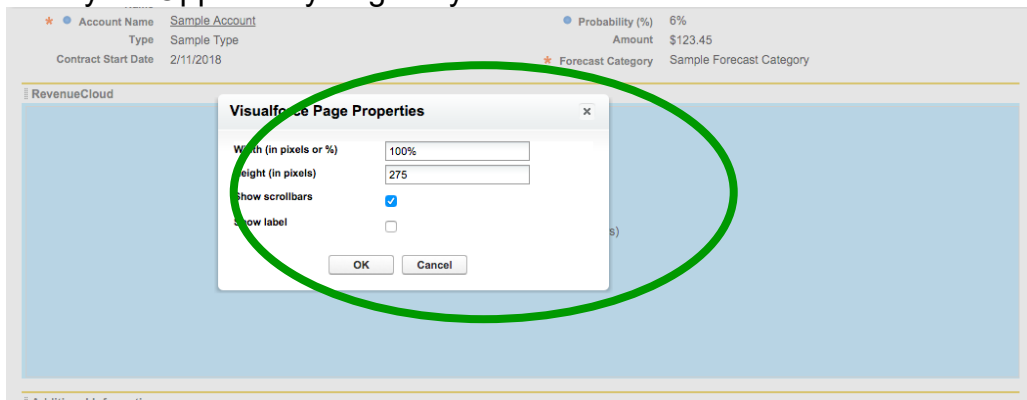 Account Name Sample Account Probability (%) 6%
Type Sample Type Amount $123.45
Contract Start Date 2/11/2018 Forecast Category Sample Forecast Category
RevenueCloud
Visualforce Page Properties
Width (in pixels or %) 100%
Height (in pixels) 275
Show scrollbars
Show label
s)
OK Cancel